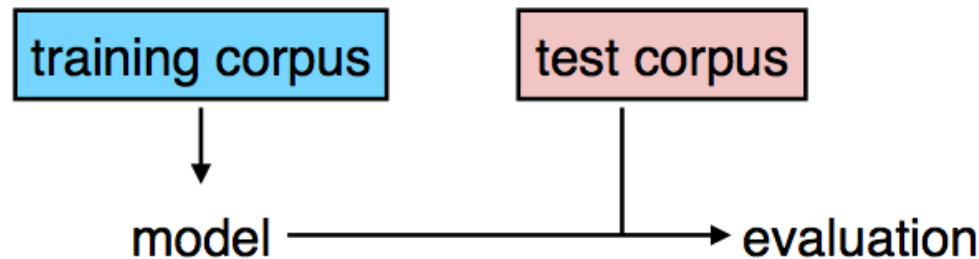 training corpus
test corpus
model
evaluation